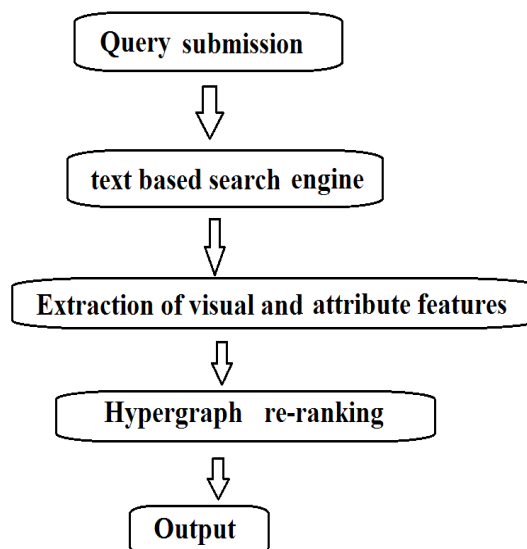 Query submission
text based search engine
Extraction of visual and attribute features
Hypergraph re-ranking
Output